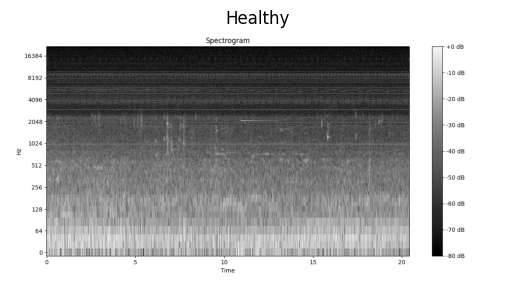 Healthy
Spectrogram
16384
8192
4096
2048
1024
512
256
128
64
0
Hz
0 5 10 15 20
Time
+0 dB
-10 dB
-20 dB
-30 dB
-40 dB
-50 dB
-60 dB
-70 dB
-80 dB